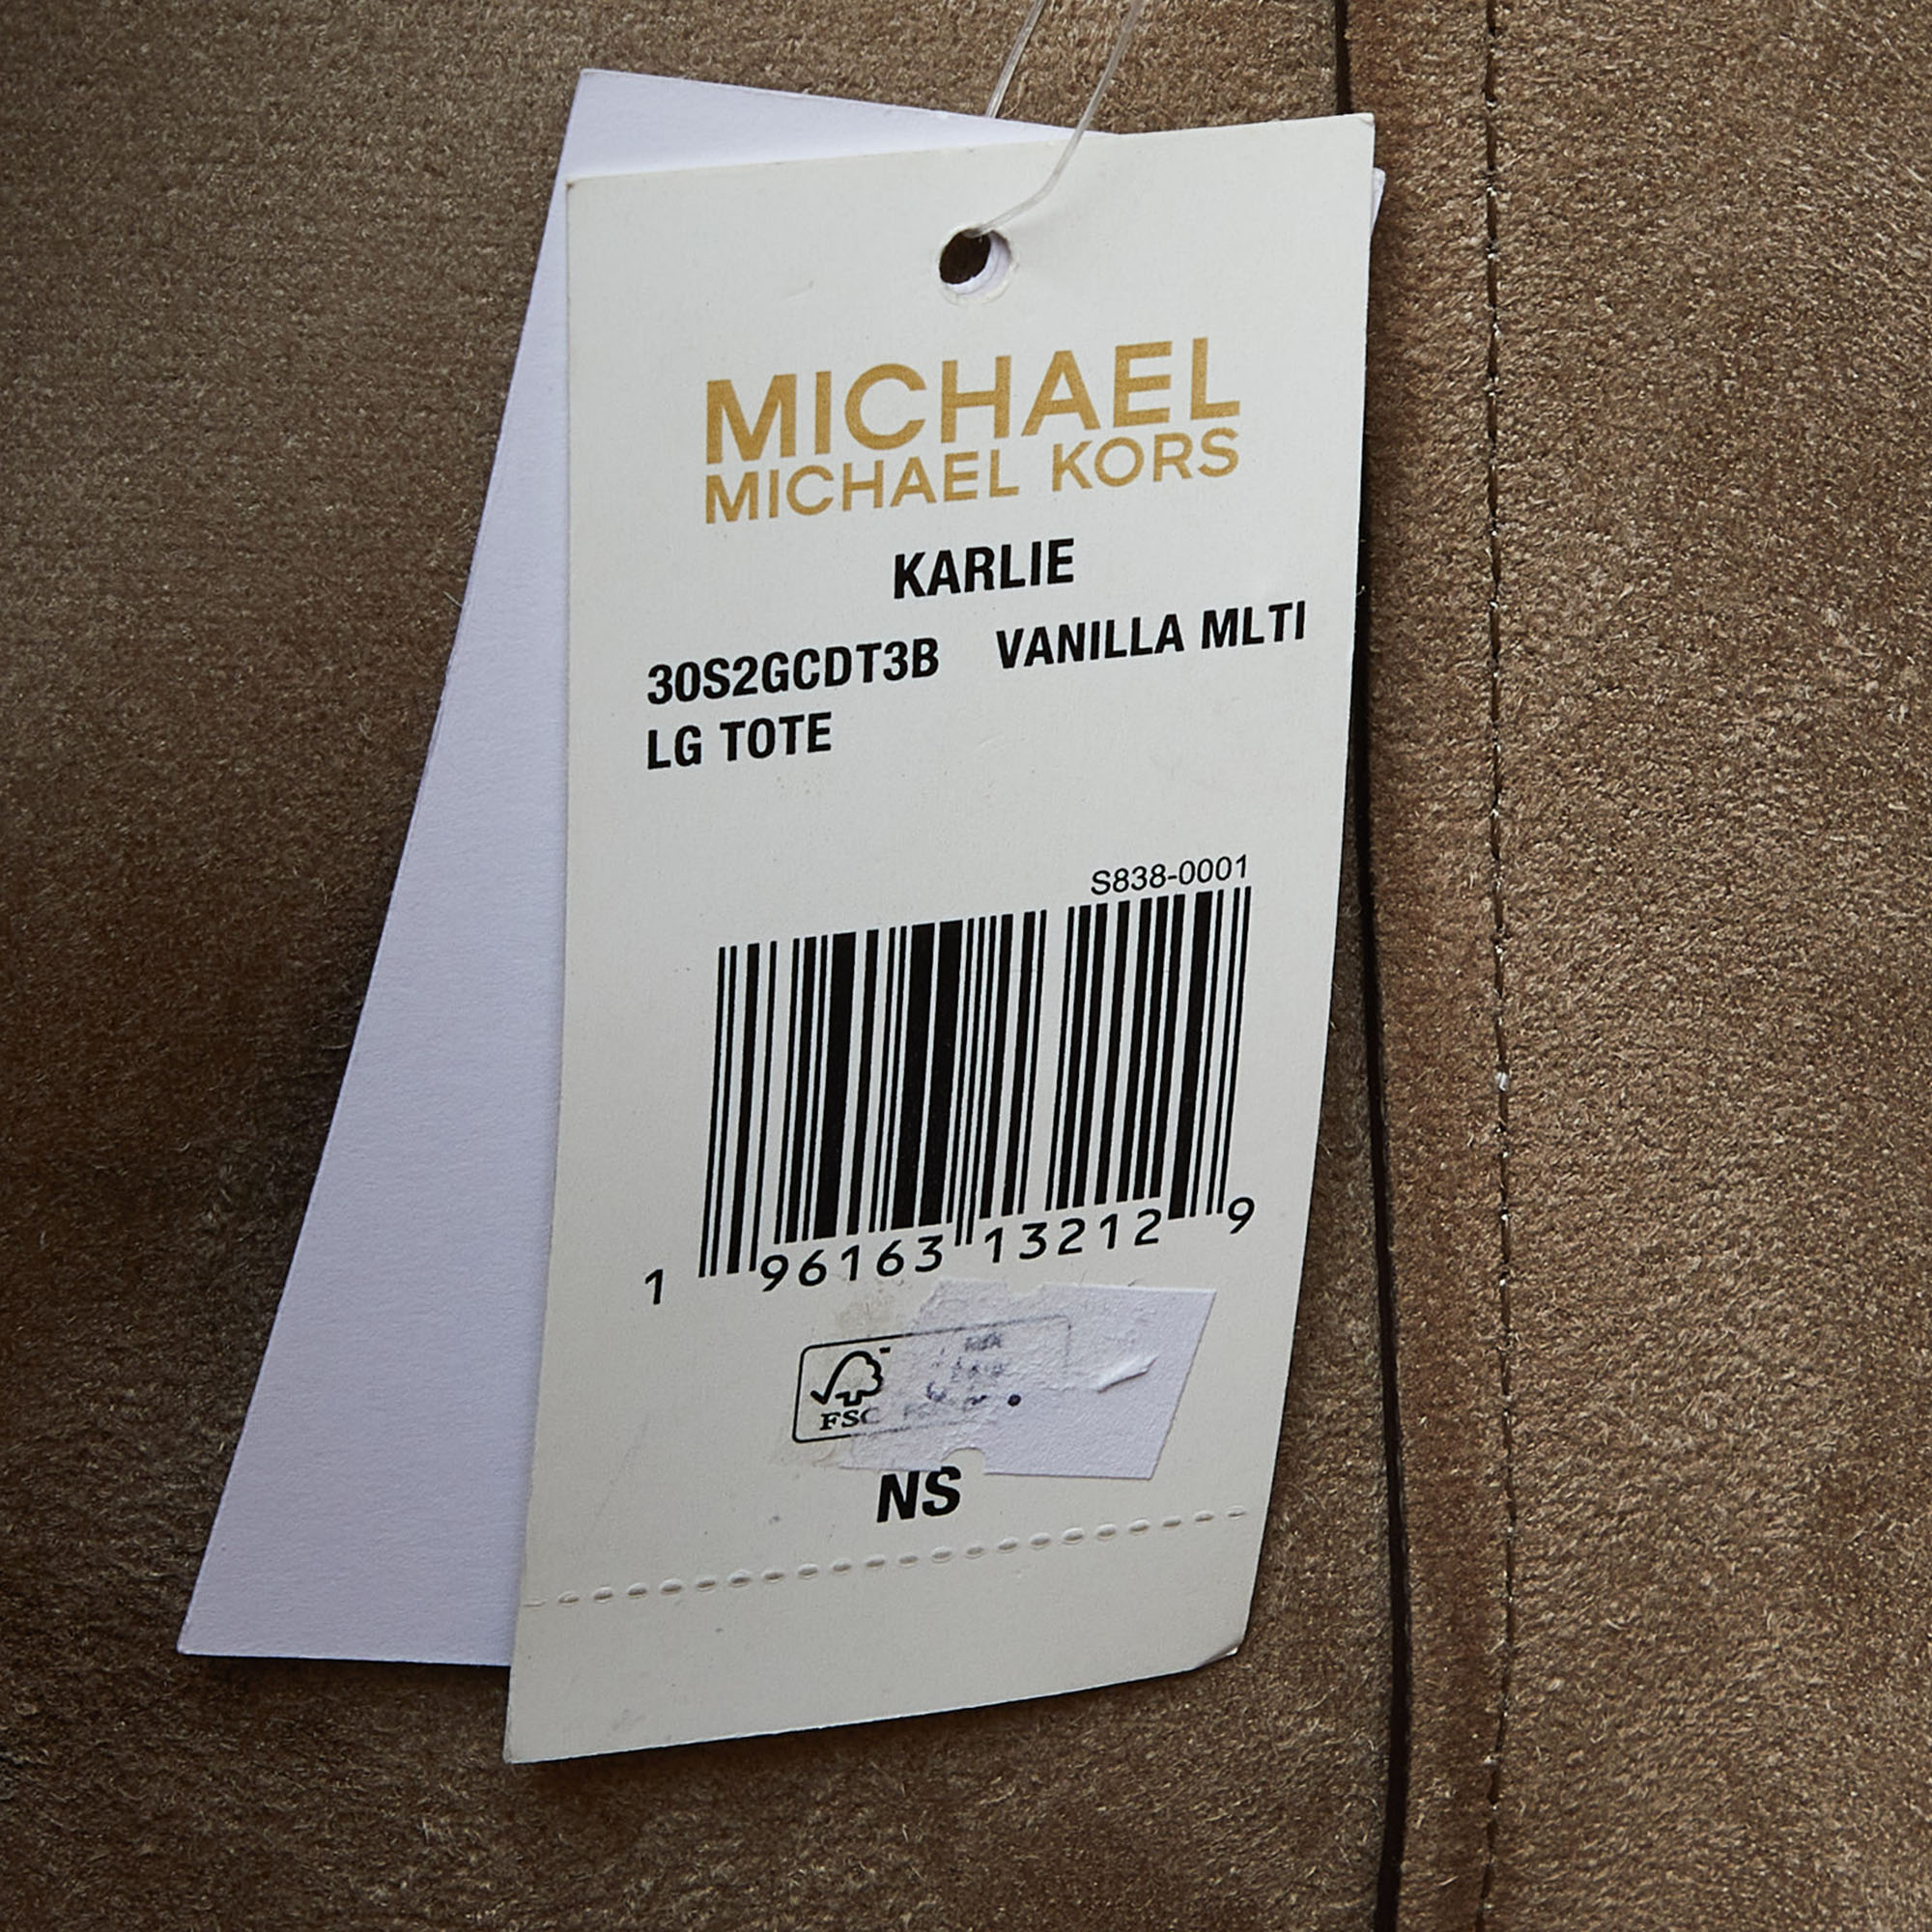 MICHAEL
MICHAEL KORS
KARLIE
30S2GCDT3B VANILLA MLTI
LG TOTE
S838-0001
1 96163 13212 9
FSC
NS